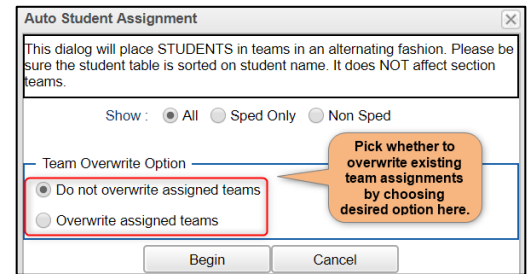 Auto Student Assignment
This dialog will place STUDENTS in teams in an alternating fashion. Please be
sure the student table is sorted on student name. It does NOT affect section
teams.
Show : All Sped Only Non Sped
Team Overwrite Option
Do not overwrite assigned teams
Overwrite assigned teams
Pick whether to
overwrite existing
team assignments
by choosing
desired option here.
Begin Cancel